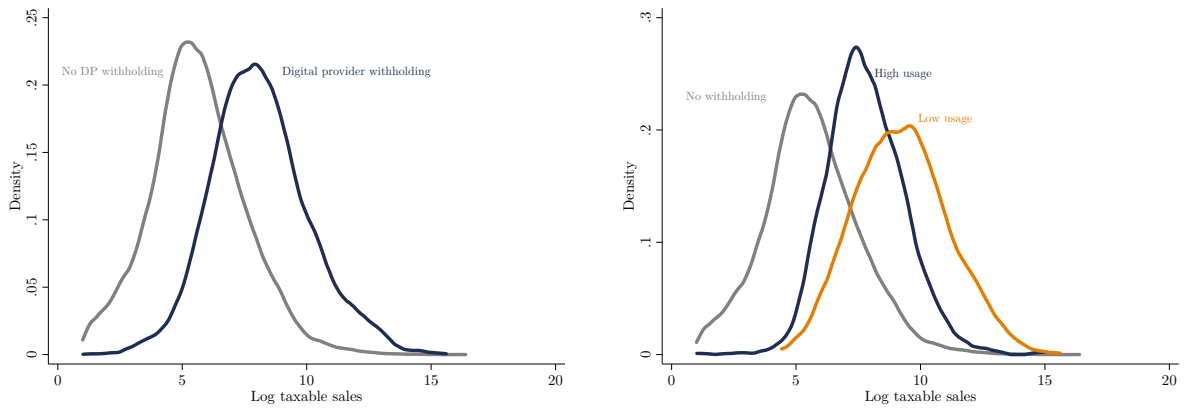 .25
.2
.15
.1
.05
0
Density
No DP withholding
Digital provider withholding
0
5
10
15
20
Log taxable sales
.3
.2
.1
0
Density
High usage
No withholding
Low usage
0
5
10
15
20
Log taxable sales